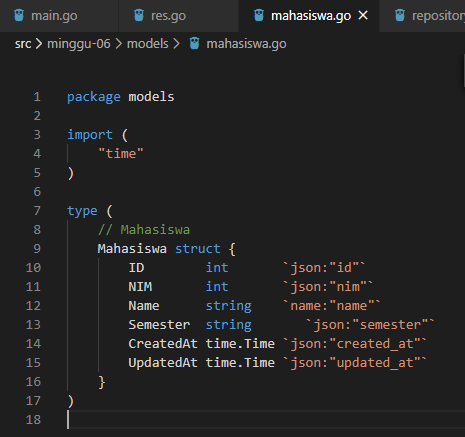 main.go res.go mahasiswa.go × repository
src > minggu-06 > models > mahasiswa.go
1 package models
2
3 import (
4     "time"
5 )
6
7 type (
8     // Mahasiswa
9     Mahasiswa struct {
10         ID        int       `json:"id"`
11         NIM       int       `json:"nim"`
12         Name      string    `name:"name"`
13         Semester  string       `json:"semester"`
14         CreatedAt time.Time `json:"created_at"`
15         UpdatedAt time.Time `json:"updated_at"`
16     }
17 )
18